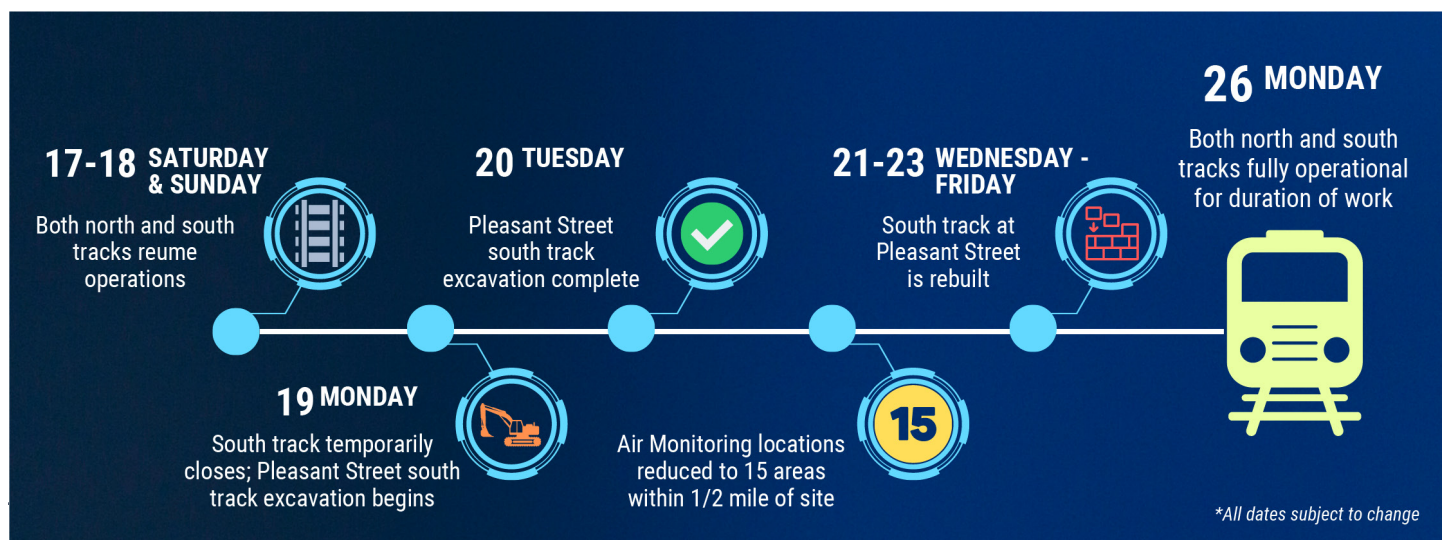 17-18 SATURDAY
& SUNDAY
Both north and south
tracks reume
operations
19 MONDAY
South track temporarily
closes; Pleasant Street south
track excavation begins
20 TUESDAY
Pleasant Street
south track
excavation complete
Air Monitoring locations
reduced to 15 areas
within 1/2 mile of site
15
21-23 WEDNESDAY -
FRIDAY
South track at
Pleasant Street
is rebuilt
26 MONDAY
Both north and south
tracks fully operational
for duration of work
*All dates subject to change